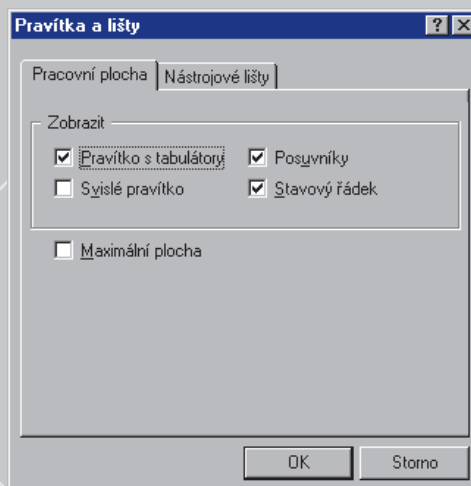 Pravítka a lišty
Pracovní plocha Nástrojové lišty
Zobrazit
Pravítko s tabulátory Posuvníky
Svislé pravítko Stavový řádek
Maximální plocha
OK Storno